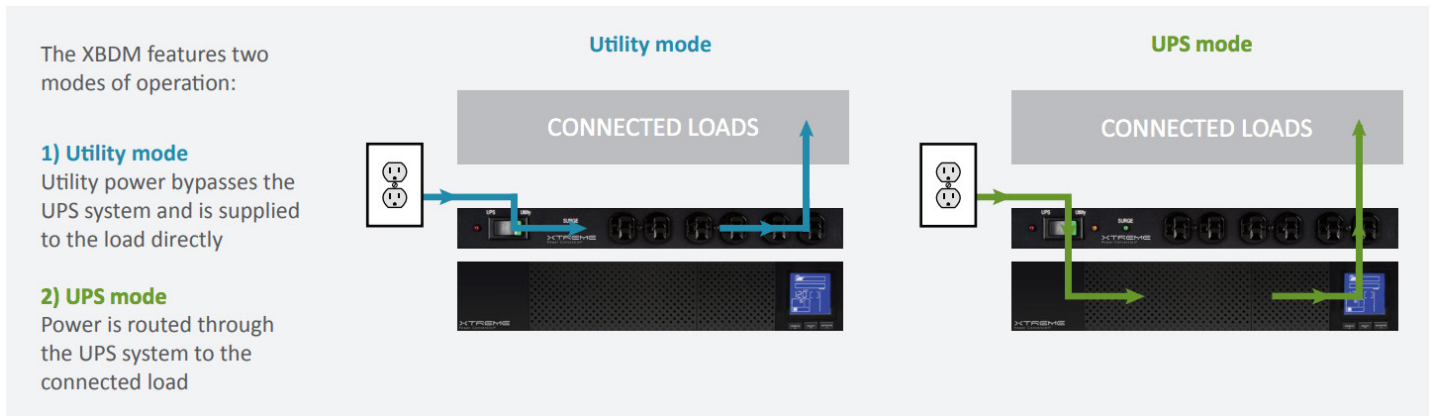 The XBDM features two
modes of operation:
1) Utility mode
Utility power bypasses the
UPS system and is supplied
to the load directly
2) UPS mode
Power is routed through
the UPS system to the
connected load
Utility mode
CONNECTED LOADS
UPS
Utility
SURGE
XTREME
XTREME
UPS mode
CONNECTED LOADS
UPS
Utility
SURGE
XTREME
XTREME